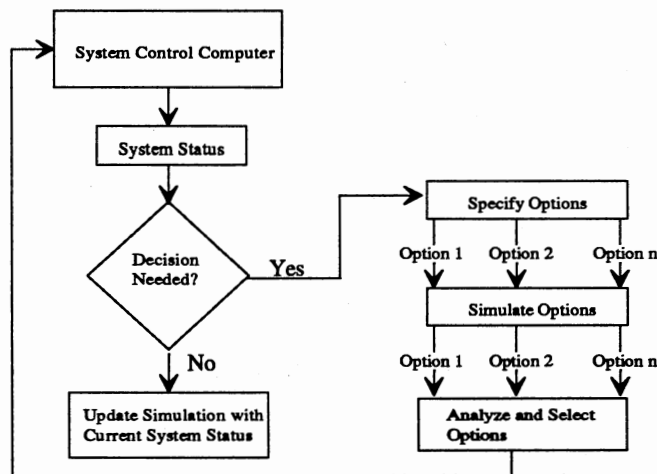 System Control Computer
System Status
Decision
Needed?
Yes
No
Update Simulation with
Current System Status
Specify Options
Option 1 Option 2 Option n
Simulate Options
Option 1 Option 2 Option n
Analyze and Select
Options